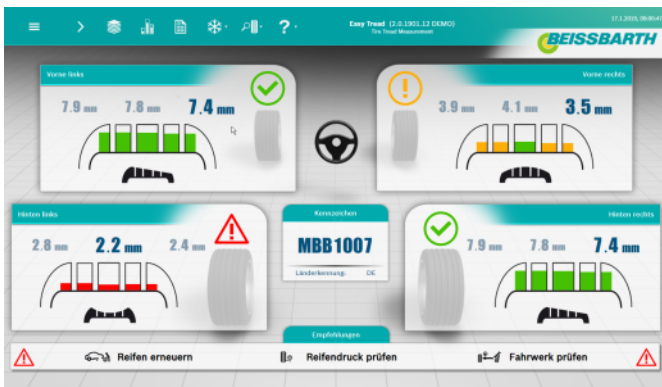 Easy Tread (2.0.1901.12 DEMO)
Tire Tread Measurement
17.1.2019, 09:00:47
BEISSBARTH
Vorne links
7.9 mm 7.8 mm 7.4 mm
Vorne rechts
3.9 mm 4.1 mm 3.5 mm
Hinten links
2.8 mm 2.2 mm 2.4 mm
Kennzeichen
MBB1007
Länderkennung: DE
Hinten rechts
7.9 mm 7.8 mm 7.4 mm
Empfehlungen
Reifen erneuern
Reifendruck prüfen
Fahrwerk prüfen